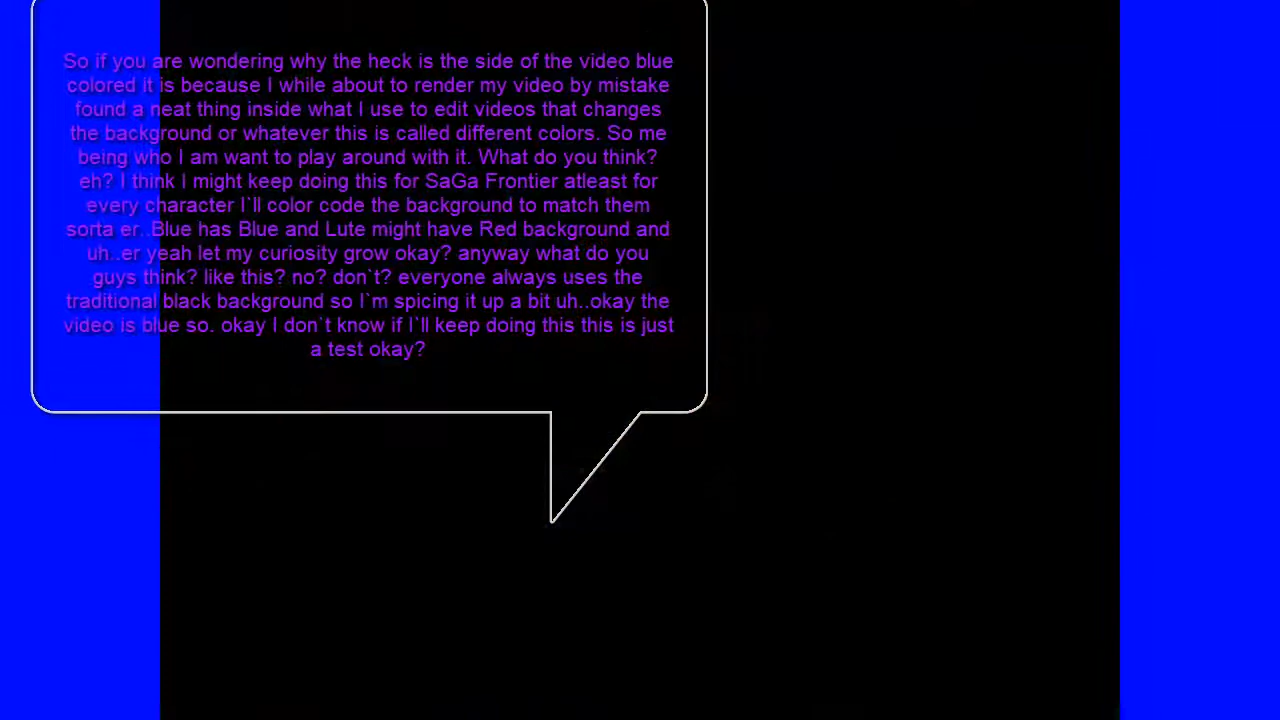 So if you are wondering why the heck is the side of the video blue
colored it is because I while about to render my video by mistake
found a neat thing inside what I use to edit videos that changes
the background or whatever this is called different colors. So me
being who I am want to play around with it. What do you think?
eh? I think I might keep doing this for SaGa Frontier atleast for
every character I`ll color code the background to match them
sorta er..Blue has Blue and Lute might have Red background and
uh..er yeah let my curiosity grow okay? anyway what do you
guys think? like this? no? don`t? everyone always uses the
traditional black background so I`m spicing it up a bit uh..okay the
video is blue so. okay I don`t know if I`ll keep doing this this is just
a test okay?